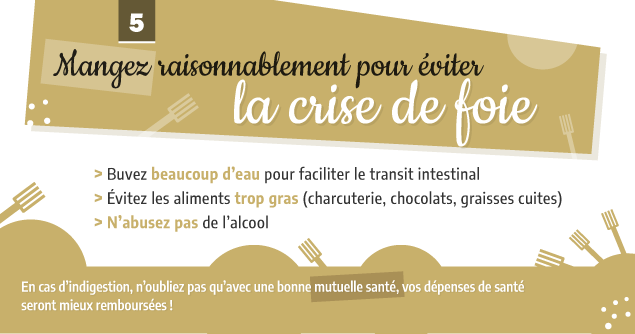 5
Mangez raisonnablement pour éviter
la crise de foie
> Buvez beaucoup d’eau pour faciliter le transit intestinal
> Évitez les aliments trop gras (charcuterie, chocolats, graisses cuites)
> N’abusez pas de l’alcool
En cas d’indigestion, n’oubliez pas qu’avec une bonne mutuelle santé, vos dépenses de santé
seront mieux remboursées !